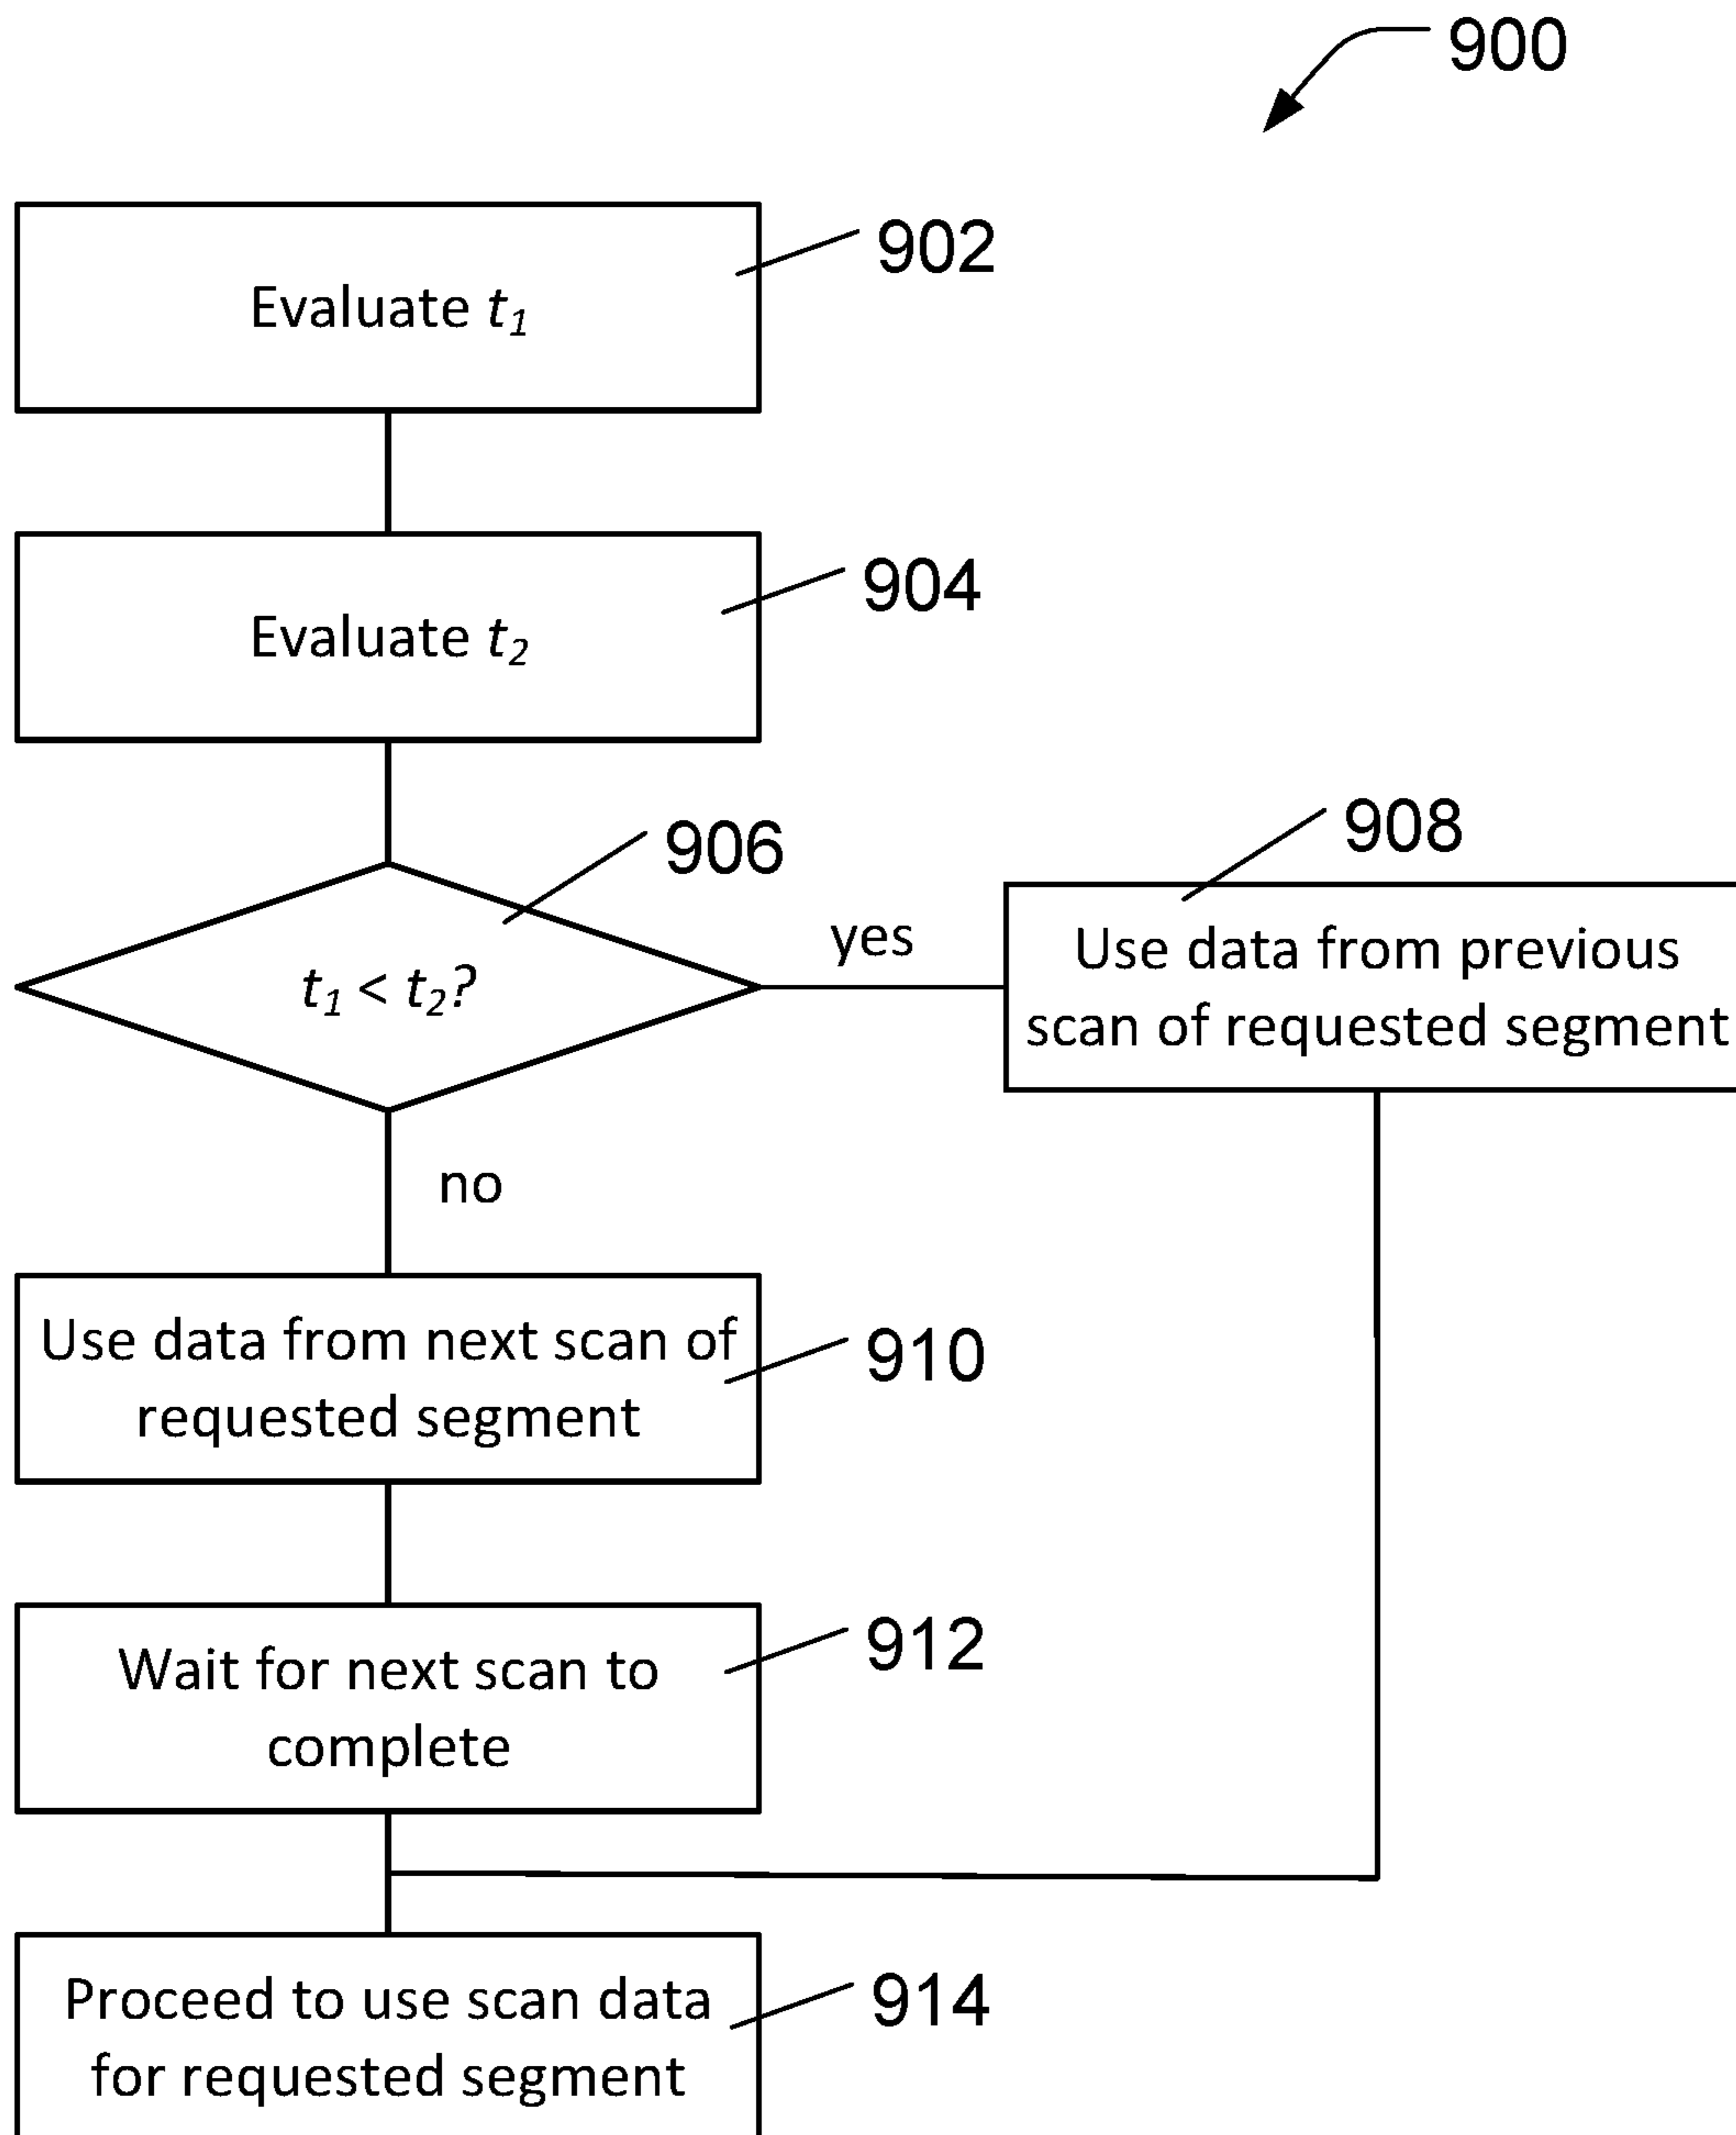 900
902
Evaluate t₁
904
Evaluate t₂
906
908
t₁ < t₂?
yes
Use data from previous
scan of requested segment
no
Use data from next scan of
requested segment
910
Wait for next scan to
complete
912
Proceed to use scan data
for requested segment
914